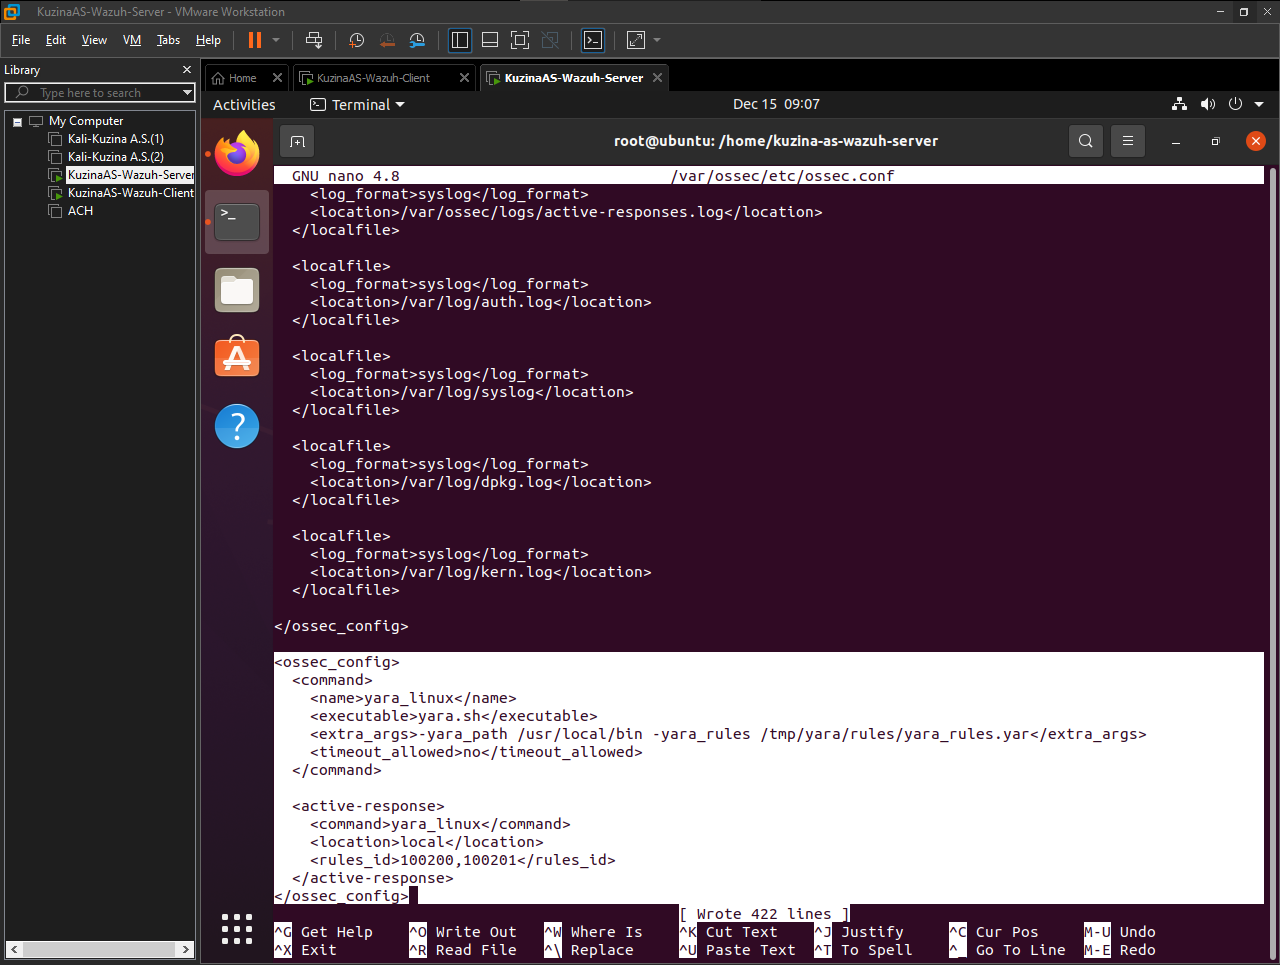 KuzinaAS-Wazuh-Server - VMware Workstation
File Edit View VM Tabs Help
Library
Type here to search
My Computer
Kali-Kuzina A.S.(1)
Kali-Kuzina A.S.(2)
KuzinaAS-Wazuh-Server
KuzinaAS-Wazuh-Client
ACH
Home KuzinaAS-Wazuh-Client KuzinaAS-Wazuh-Server
Activities Terminal Dec 15 09:07
root@ubuntu: /home/kuzina-as-wazuh-server
GNU nano 4.8 /var/ossec/etc/ossec.conf
<log_format>syslog</log_format>
<location>/var/ossec/logs/active-responses.log</location>
</localfile>
<localfile>
<log_format>syslog</log_format>
<location>/var/log/auth.log</location>
</localfile>
<localfile>
<log_format>syslog</log_format>
<location>/var/log/syslog</location>
</localfile>
<localfile>
<log_format>syslog</log_format>
<location>/var/log/dpkg.log</location>
</localfile>
<localfile>
<log_format>syslog</log_format>
<location>/var/log/kern.log</location>
</localfile>
</ossec_config>
<ossec_config>
<command>
<name>yara_linux</name>
<executable>yara.sh</executable>
<extra_args>-yara_path /usr/local/bin -yara_rules /tmp/yara/rules/yara_rules.yar</extra_args>
<timeout_allowed>no</timeout_allowed>
</command>
<active-response>
<command>yara_linux</command>
<location>local</location>
<rules_id>100200,100201</rules_id>
</active-response>
</ossec_config>
[ Wrote 422 lines ]
^G Get Help ^O Write Out ^W Where Is ^K Cut Text ^J Justify ^C Cur Pos M-U Undo
^X Exit ^R Read File ^\ Replace ^U Paste Text ^T To Spell ^_ Go To Line M-E Redo